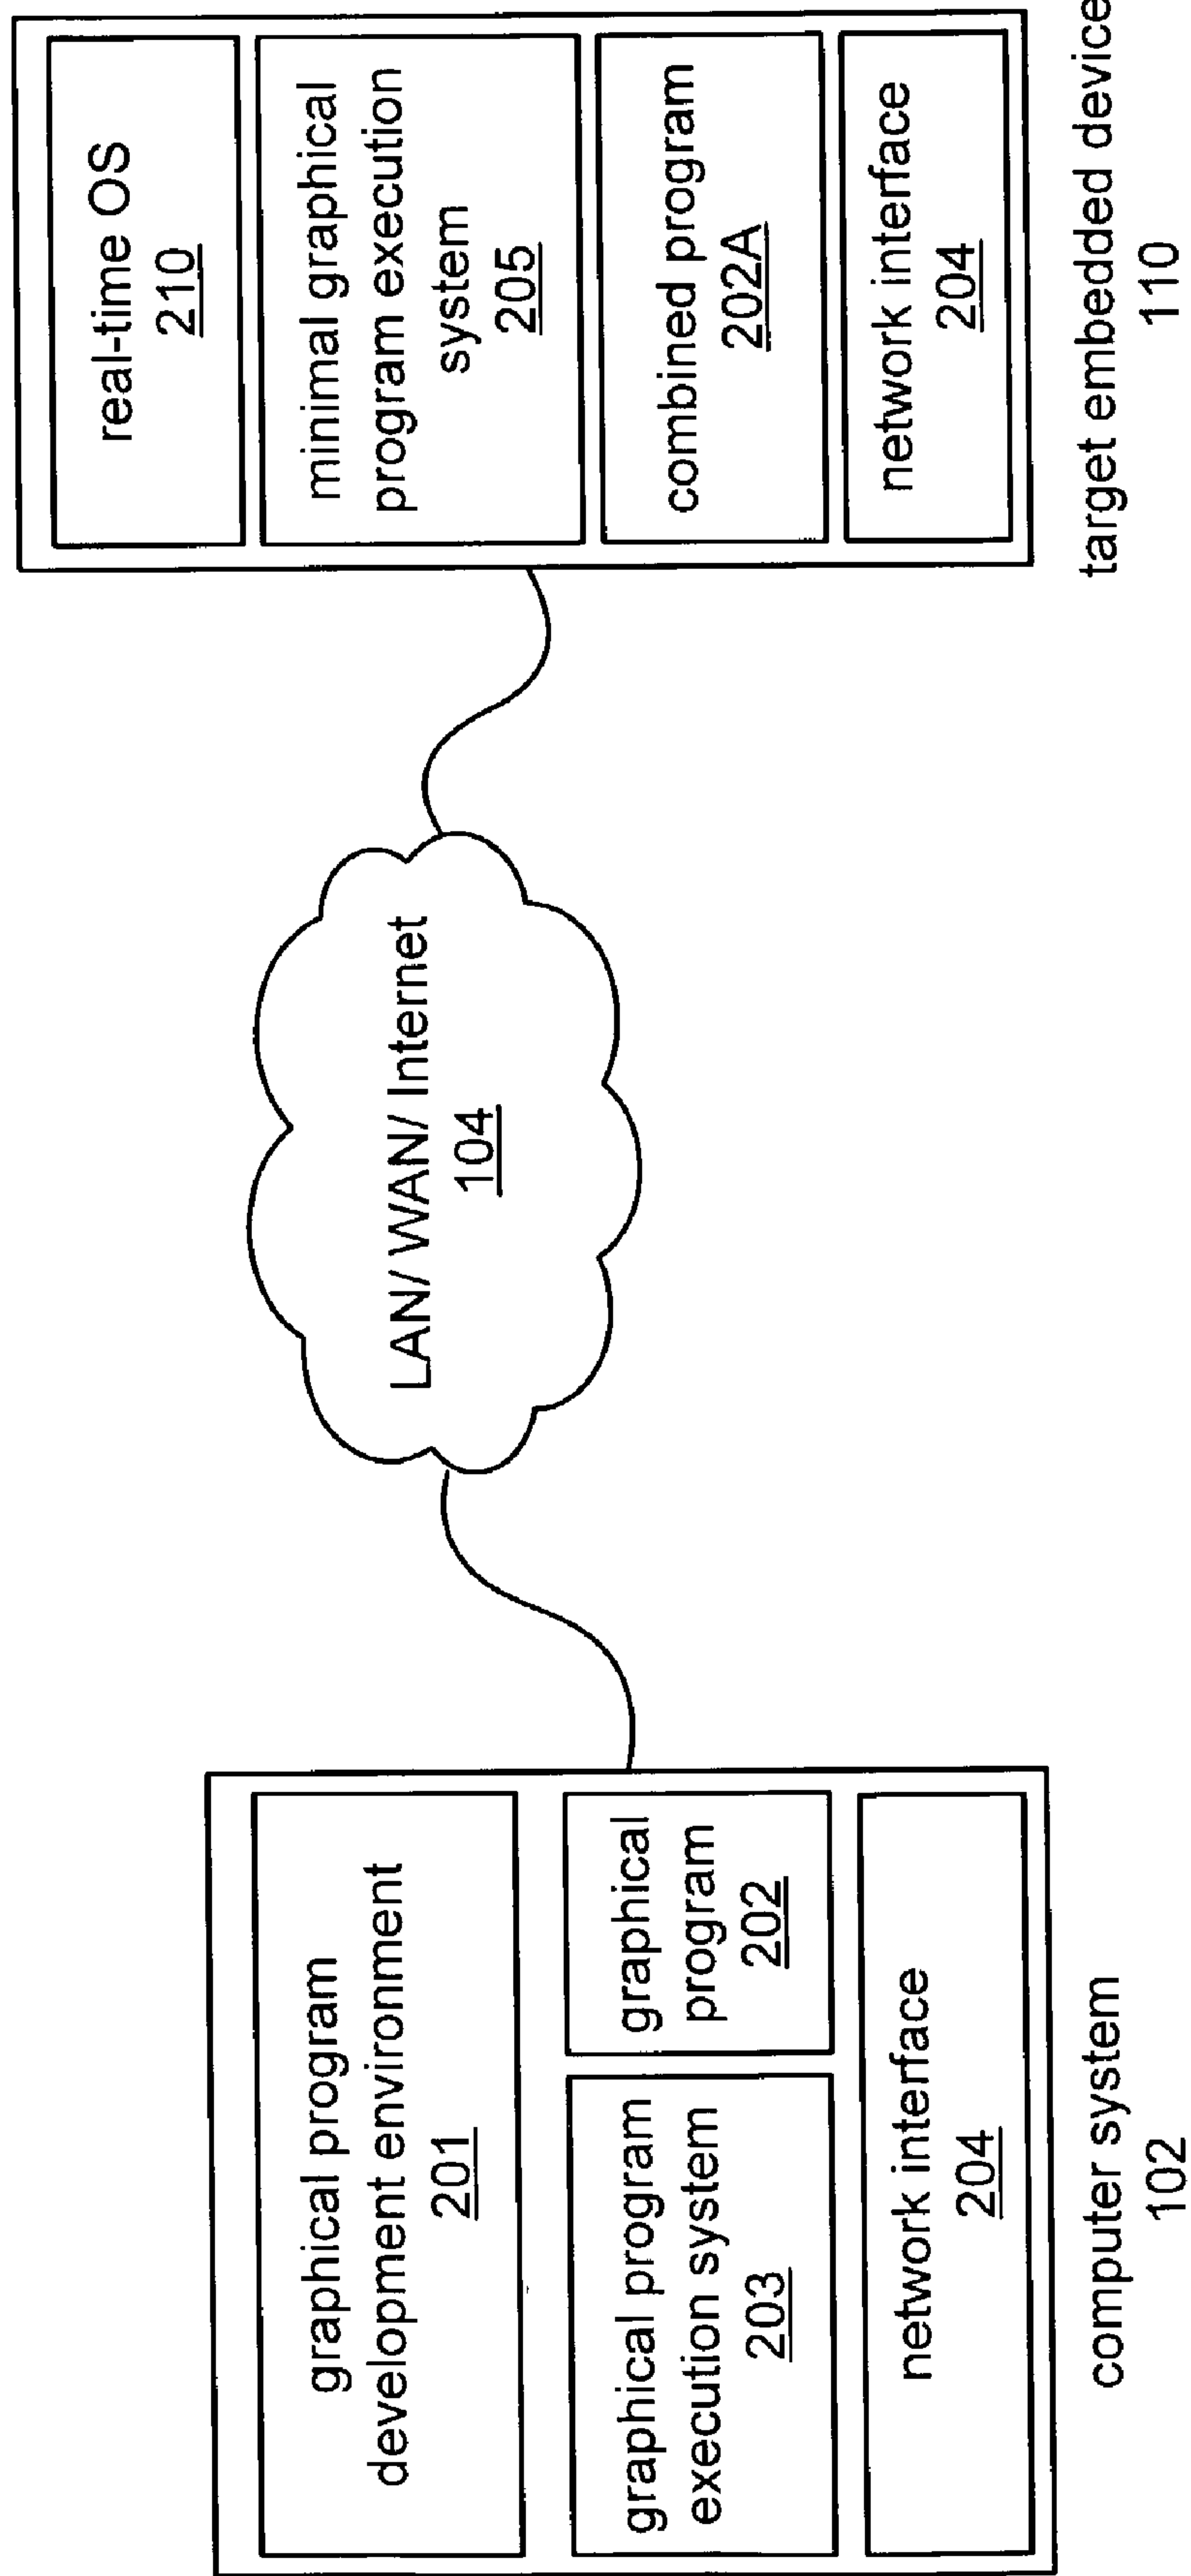 graphical program
development environment
201
graphical program
execution system
203
graphical
program
202
network interface
204
computer system
102
LAN/ WAN/ Internet
104
real-time OS
210
minimal graphical
program execution
system
205
combined program
202A
network interface
204
target embedded device
110